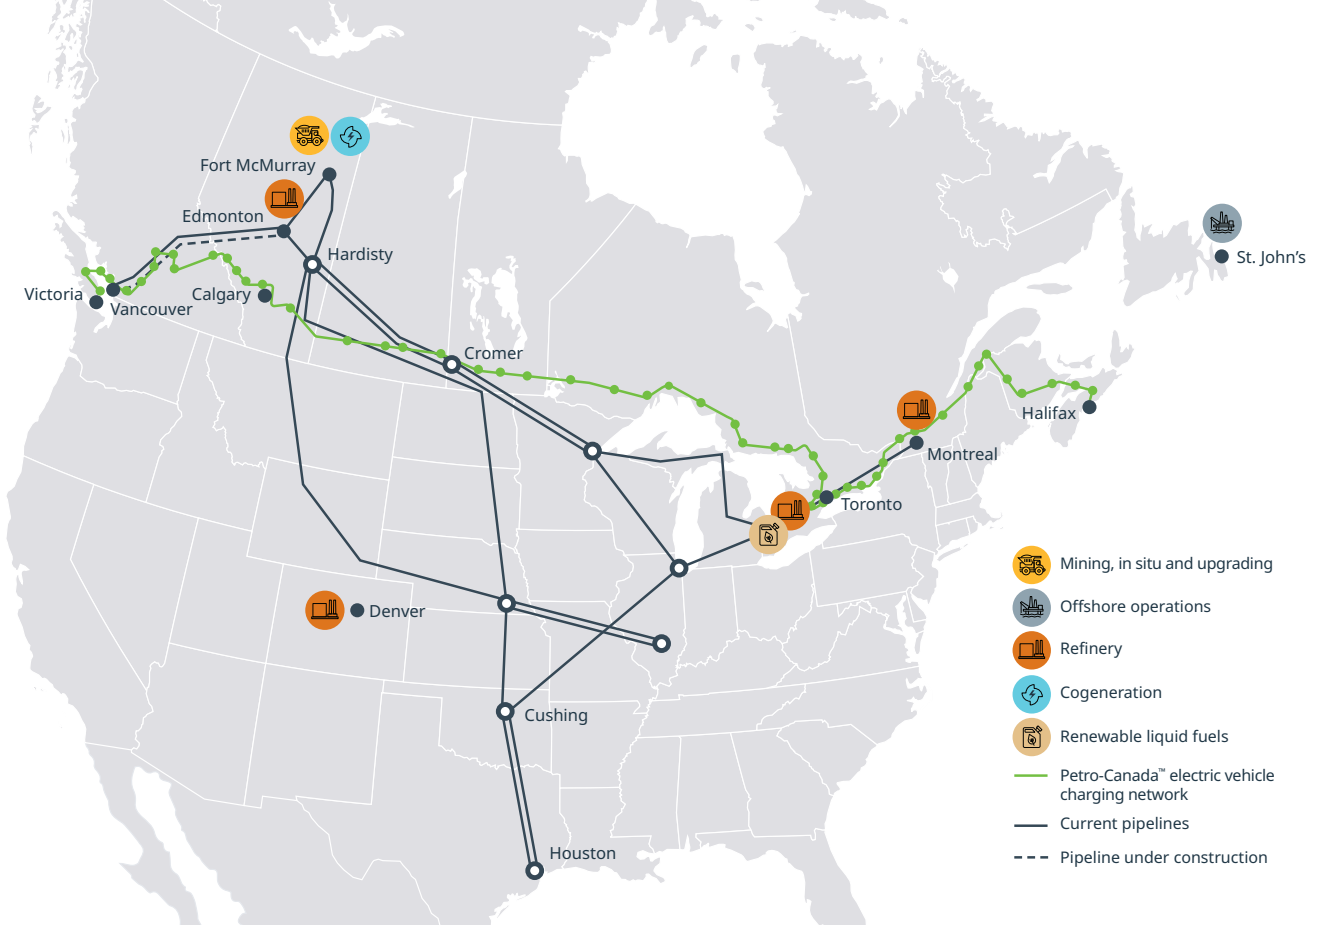 Fort McMurray
Edmonton
Hardisty
St. John's
Victoria
Vancouver
Calgary
Cromer
Halifax
Montreal
Toronto
Denver
Cushing
Houston
Mining, in situ and upgrading
Offshore operations
Refinery
Cogeneration
Renewable liquid fuels
Petro-Canada™ electric vehicle
charging network
Current pipelines
Pipeline under construction